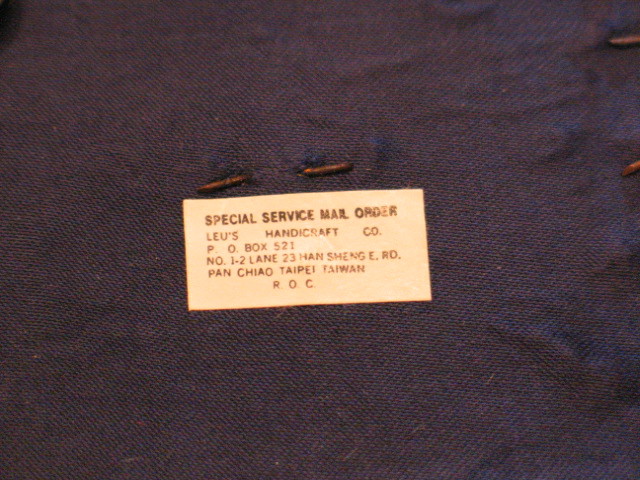 SPECIAL SERVICE MAIL ORDER
LEU'S HANDICRAFT CO.
P. O. BOX 521
NO. 1-2 LANE 23 HAN SHENG E. RD.
PAN CHIAO TAIPEI TAIWAN
R. O. C.